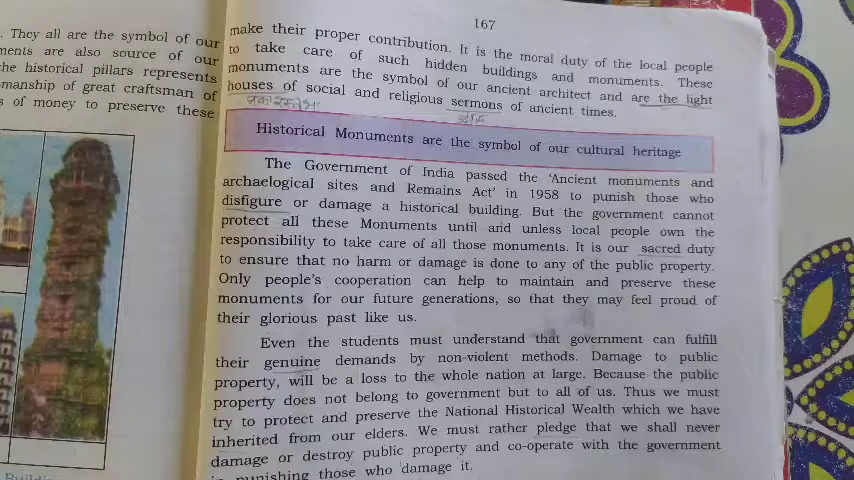 . They all are the symbol of our
ments are also source of our
he historical pillars represents
manship of great craftsman of
s of money to preserve these
167
make their proper contribution. It is the moral duty of the local people
to take care of such hidden buildings and monuments. These
monuments are the symbol of our ancient architect and are the light
houses of social and religious sermons of ancient times.
Historical Monuments are the symbol of our cultural heritage
The Government of India passed the 'Ancient monuments and
archaelogical sites and Remains Act' in 1958 to punish those who
disfigure or damage a historical building. But the government cannot
protect all these Monuments until and unless local people own the
responsibility to take care of all those monuments. It is our sacred duty
to ensure that no harm or damage is done to any of the public property.
Only people's cooperation can help to maintain and preserve these
monuments for our future generations, so that they may feel proud of
their glorious past like us.
Even the students must understand that government can fulfill
their genuine demands by non-violent methods. Damage to public
property, will be a loss to the whole nation at large. Because the public
property does not belong to government but to all of us. Thus we must
try to protect and preserve the National Historical Wealth which we have
inherited from our elders. We must rather pledge that we shall never
damage or destroy public property and co-operate with the government
punishing those who damage it.